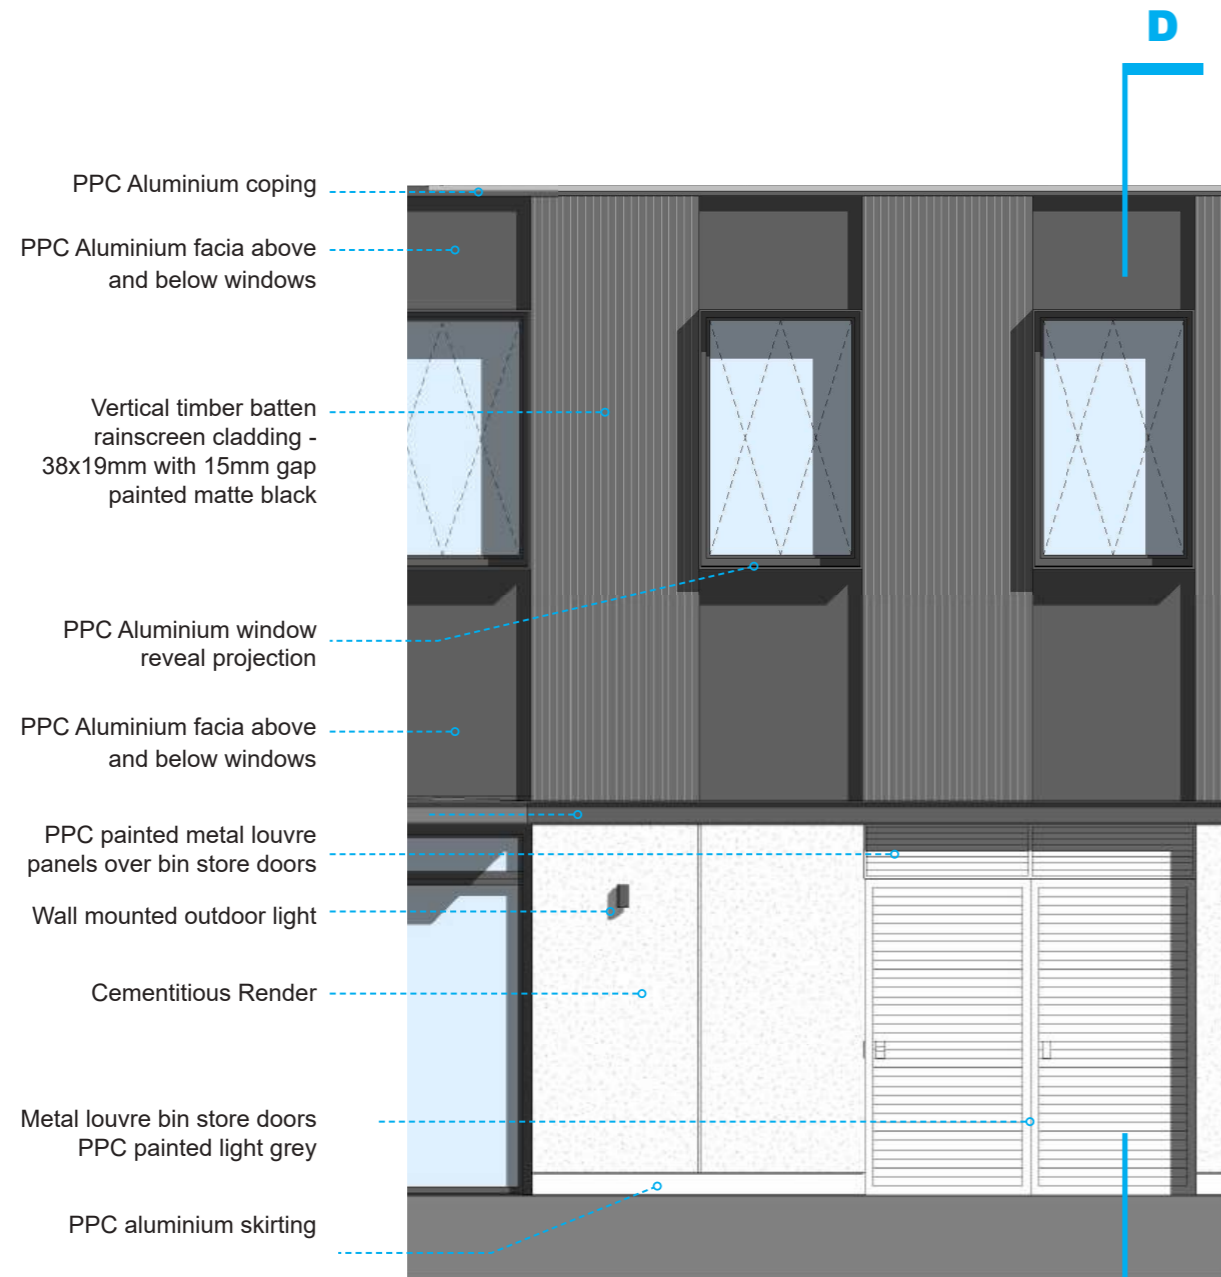 D
PPC Aluminium coping
PPC Aluminium facia above
and below windows
Vertical timber batten
rainscreen cladding -
38x19mm with 15mm gap
painted matte black
PPC Aluminium window
reveal projection
PPC Aluminium facia above
and below windows
PPC painted metal louvre
panels over bin store doors
Wall mounted outdoor light
Cementitious Render
Metal louvre bin store doors
PPC painted light grey
PPC aluminium skirting